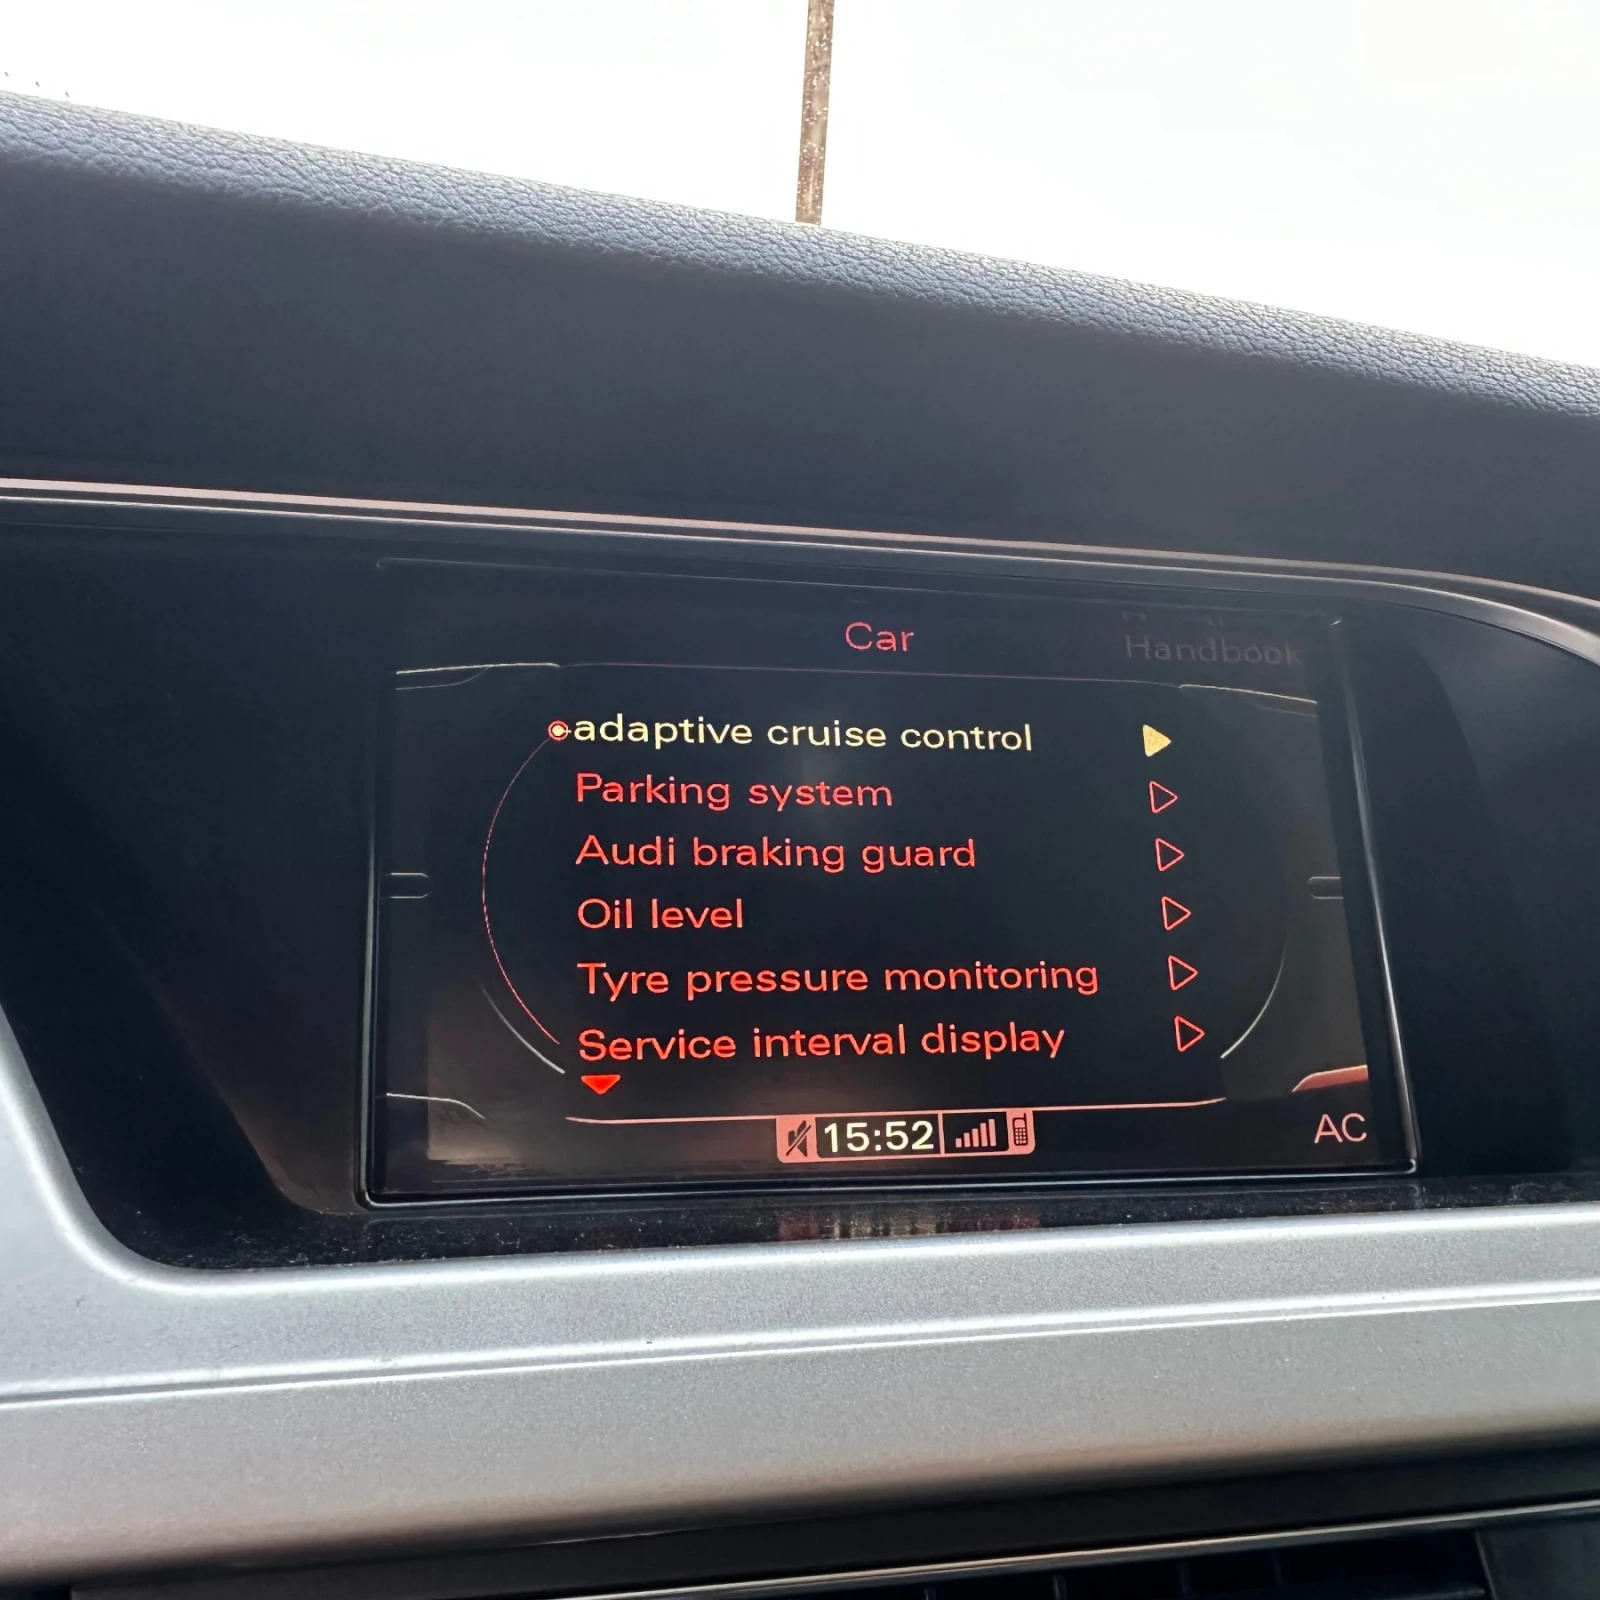 Car
Handbook
adaptive cruise control
Parking system
Audi braking guard
Oil level
Tyre pressure monitoring
Service interval display
15:52
AC